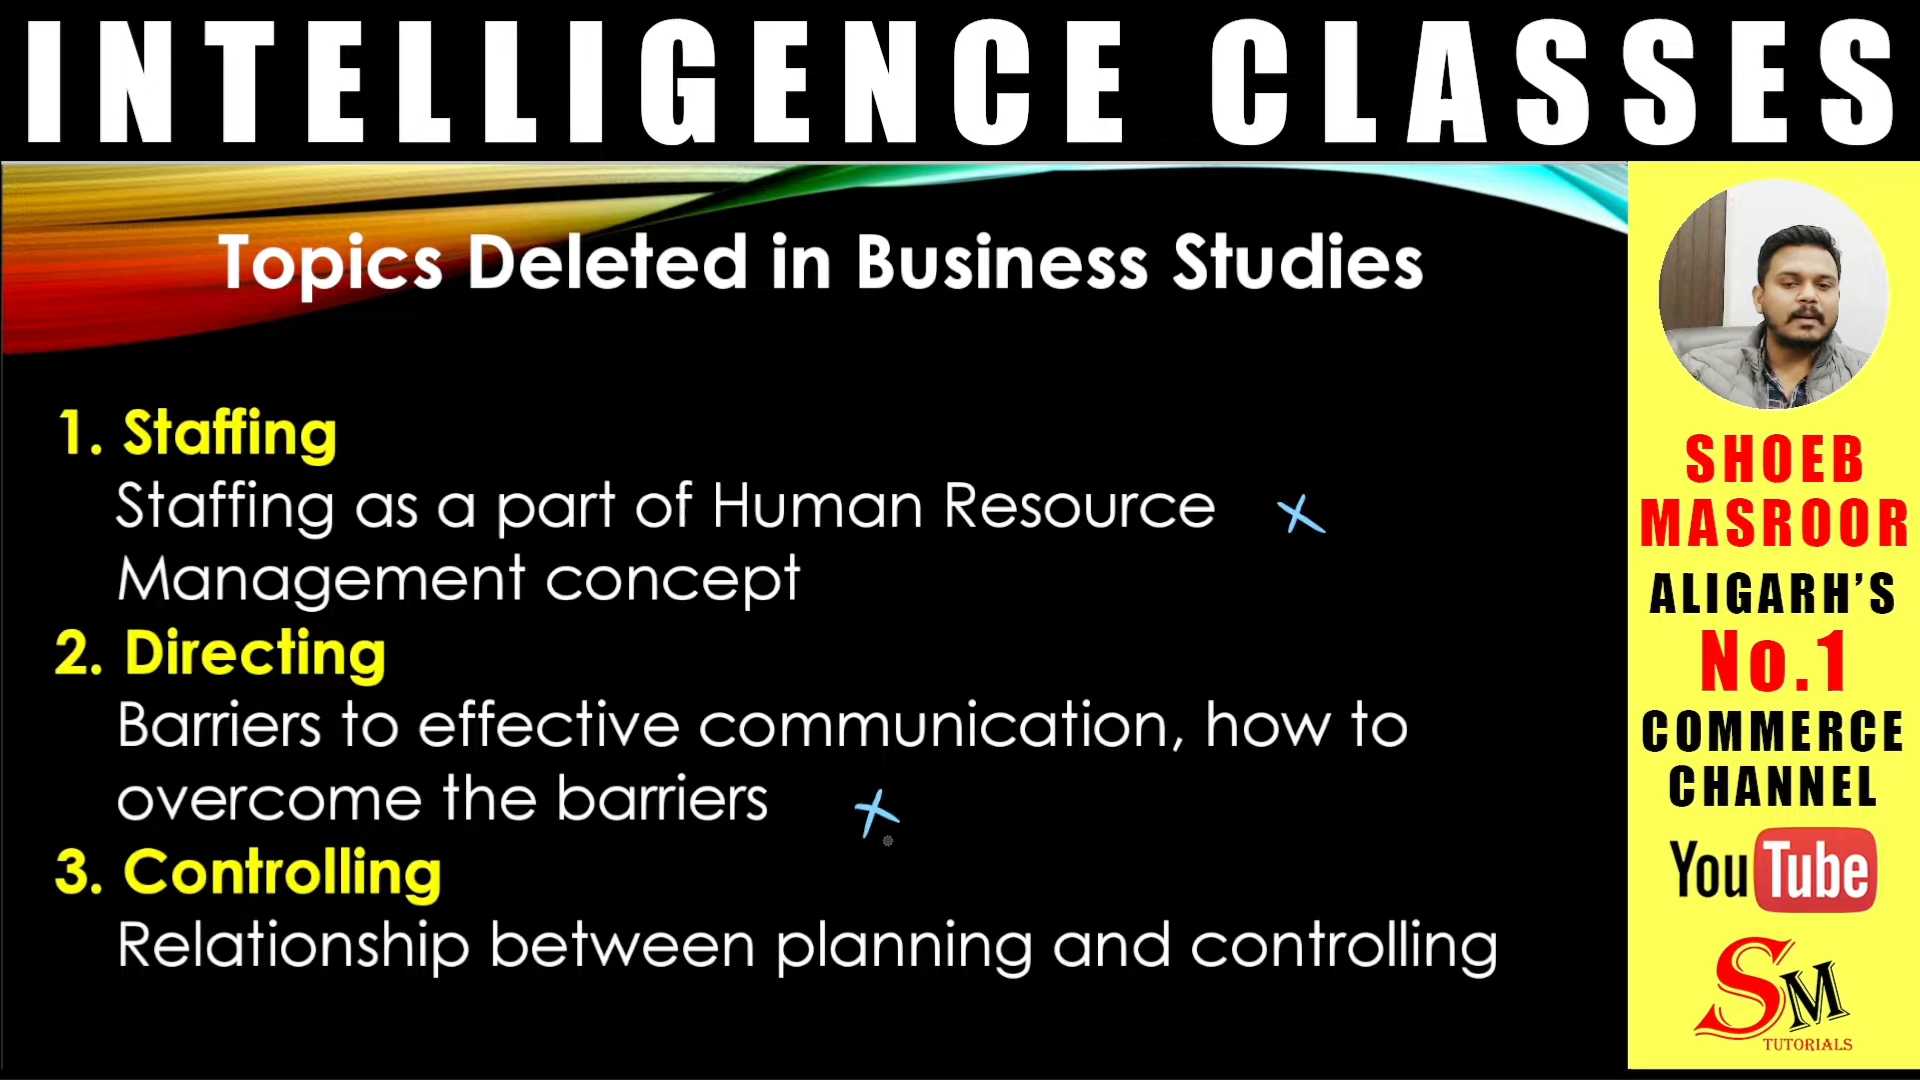 INTELLIGENCE CLASSES
Topics Deleted in Business Studies
1. Staffing
Staffing as a part of Human Resource
Management concept
2. Directing
Barriers to effective communication, how to
overcome the barriers
3. Controlling
Relationship between planning and controlling
SHOEB
MASROOR
ALIGARH'S
No.1
COMMERCE
CHANNEL
YouTube
SM
TUTORIALS